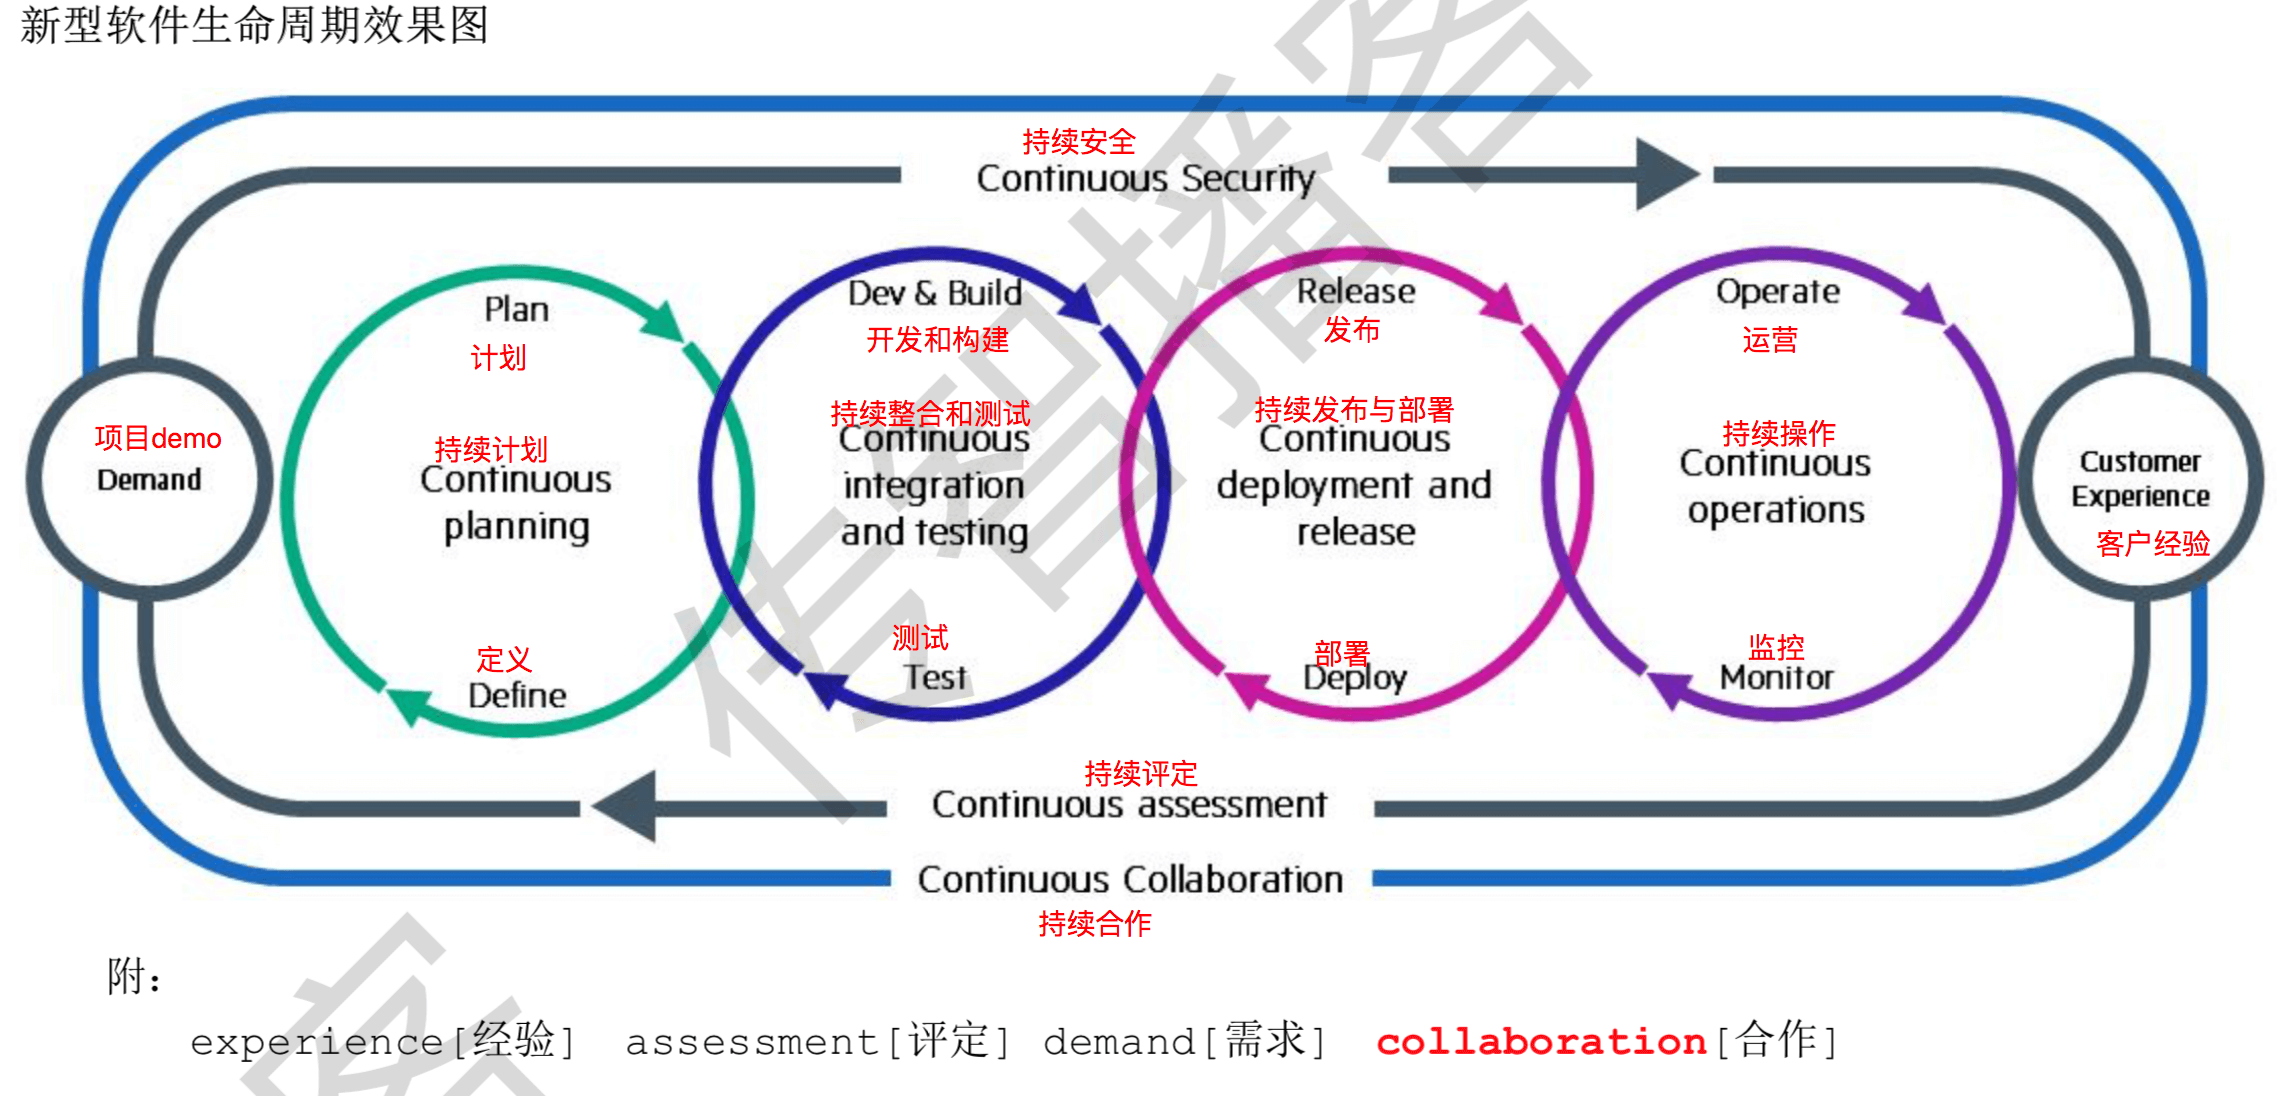 新型软件生命周期效果图
持续安全
Continuous Security
Plan
计划
持续计划
Continuous
planning
定义
Define
Dev & Build
开发和构建
持续整合和测试
Continuous
integration
and testing
测试
Test
Release
发布
持续发布与部署
Continuous
deployment and
release
部署
Deploy
Operate
运营
持续操作
Continuous
operations
监控
Monitor
项目demo
Demand
Customer
Experience
客户经验
持续评定
Continuous assessment
Continuous Collaboration
持续合作
附：
experience[经验] assessment[评定] demand[需求] collaboration[合作]
传智播客
客